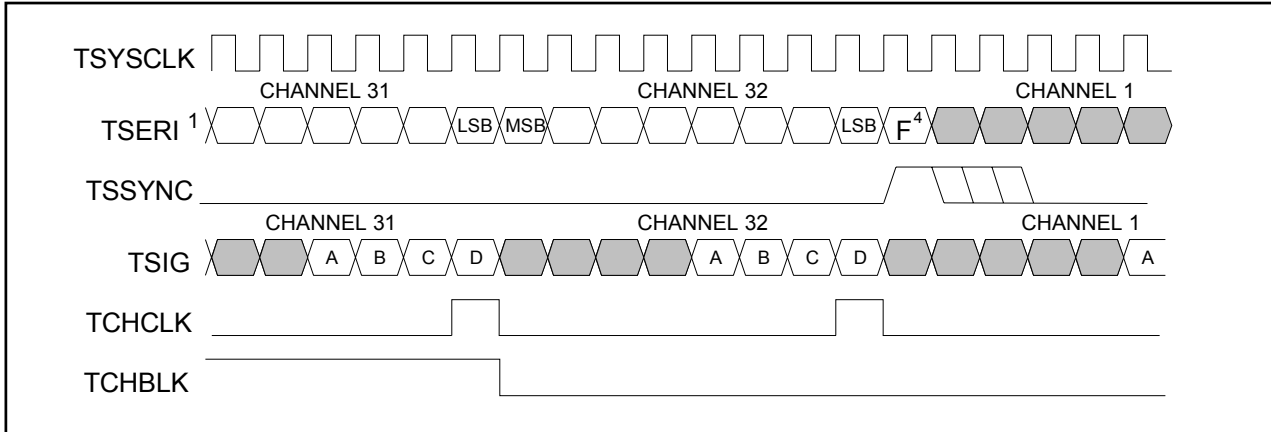 TSYSCLK
CHANNEL 31 CHANNEL 32 CHANNEL 1
TSERI 1 LSB MSB LSB F4
TSSYNC
CHANNEL 31 CHANNEL 32 CHANNEL 1
TSIG A B C D A B C D A
TCHCLK
TCHBLK